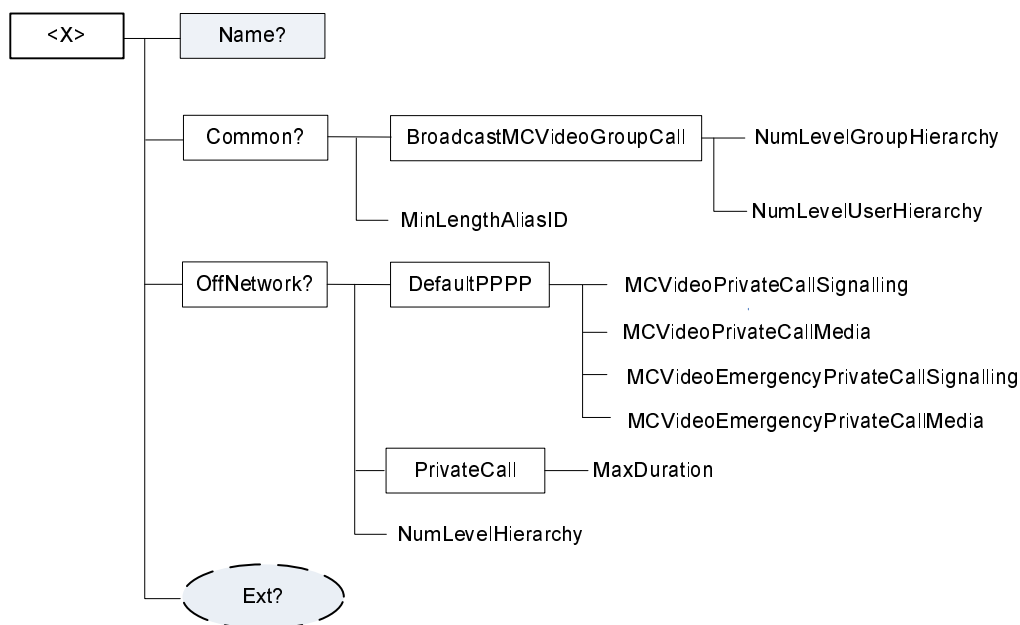 <X>
Name?
Common?
BroadcastMCVideoGroupCall
NumLevelGroupHierarchy
NumLevelUserHierarchy
MinLengthAliasID
OffNetwork?
DefaultPPPP
MCVideoPrivateCallSignalling
MCVideoPrivateCallMedia
MCVideoEmergencyPrivateCallSignalling
MCVideoEmergencyPrivateCallMedia
PrivateCall
MaxDuration
NumLevelHierarchy
Ext?